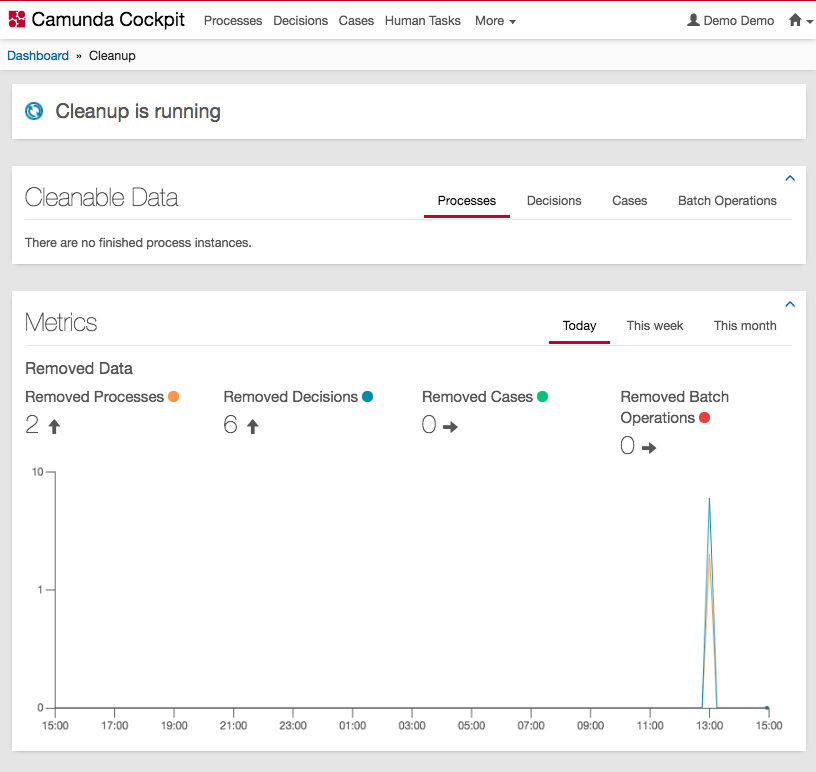 Camunda Cockpit Processes Decisions Cases Human Tasks More Demo Demo
Dashboard » Cleanup
Cleanup is running
Cleanable Data Processes Decisions Cases Batch Operations
There are no finished process instances.
Metrics Today This week This month
Removed Data
Removed Processes Removed Decisions Removed Cases Removed Batch
Operations
2 6 0
0
10
1
0
15:00 17:00 19:00 21:00 23:00 01:00 03:00 05:00 07:00 09:00 11:00 13:00 15:00